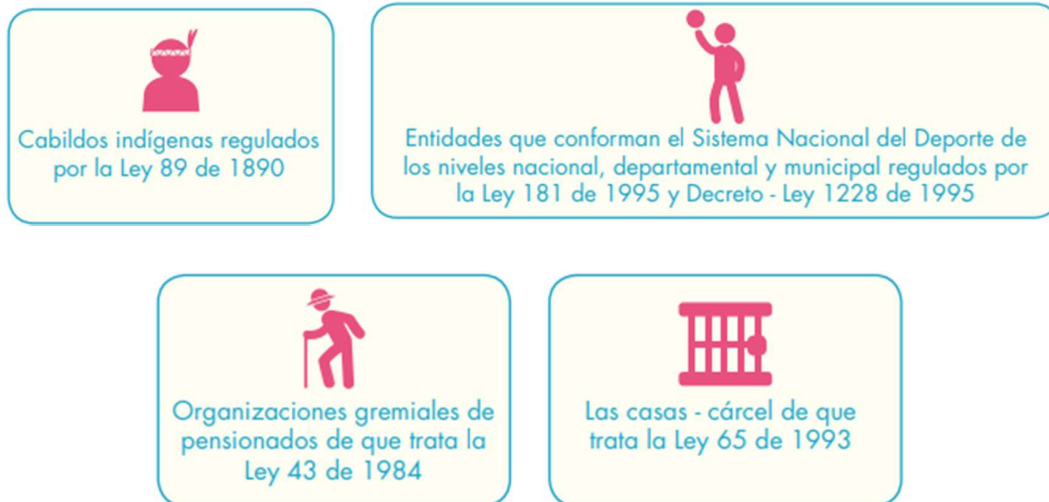 Cabildos indígenas regulados
por la Ley 89 de 1890
Entidades que conforman el Sistema Nacional del Deporte de
los niveles nacional, departamental y municipal regulados por
la Ley 181 de 1995 y Decreto - Ley 1228 de 1995
Organizaciones gremiales de
pensionados de que trata la
Ley 43 de 1984
Las casas - cárcel de que
trata la Ley 65 de 1993